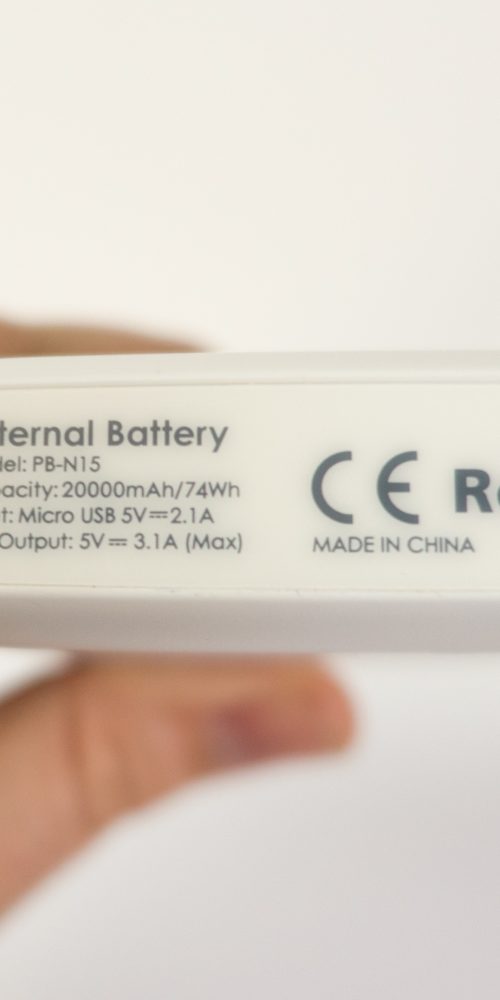 ternal Battery
del: PB-N15
acity: 20000mAh/74Wh
t: Micro USB 5V⎓2.1A
Output: 5V⎓ 3.1A (Max)
CE Ro
MADE IN CHINA